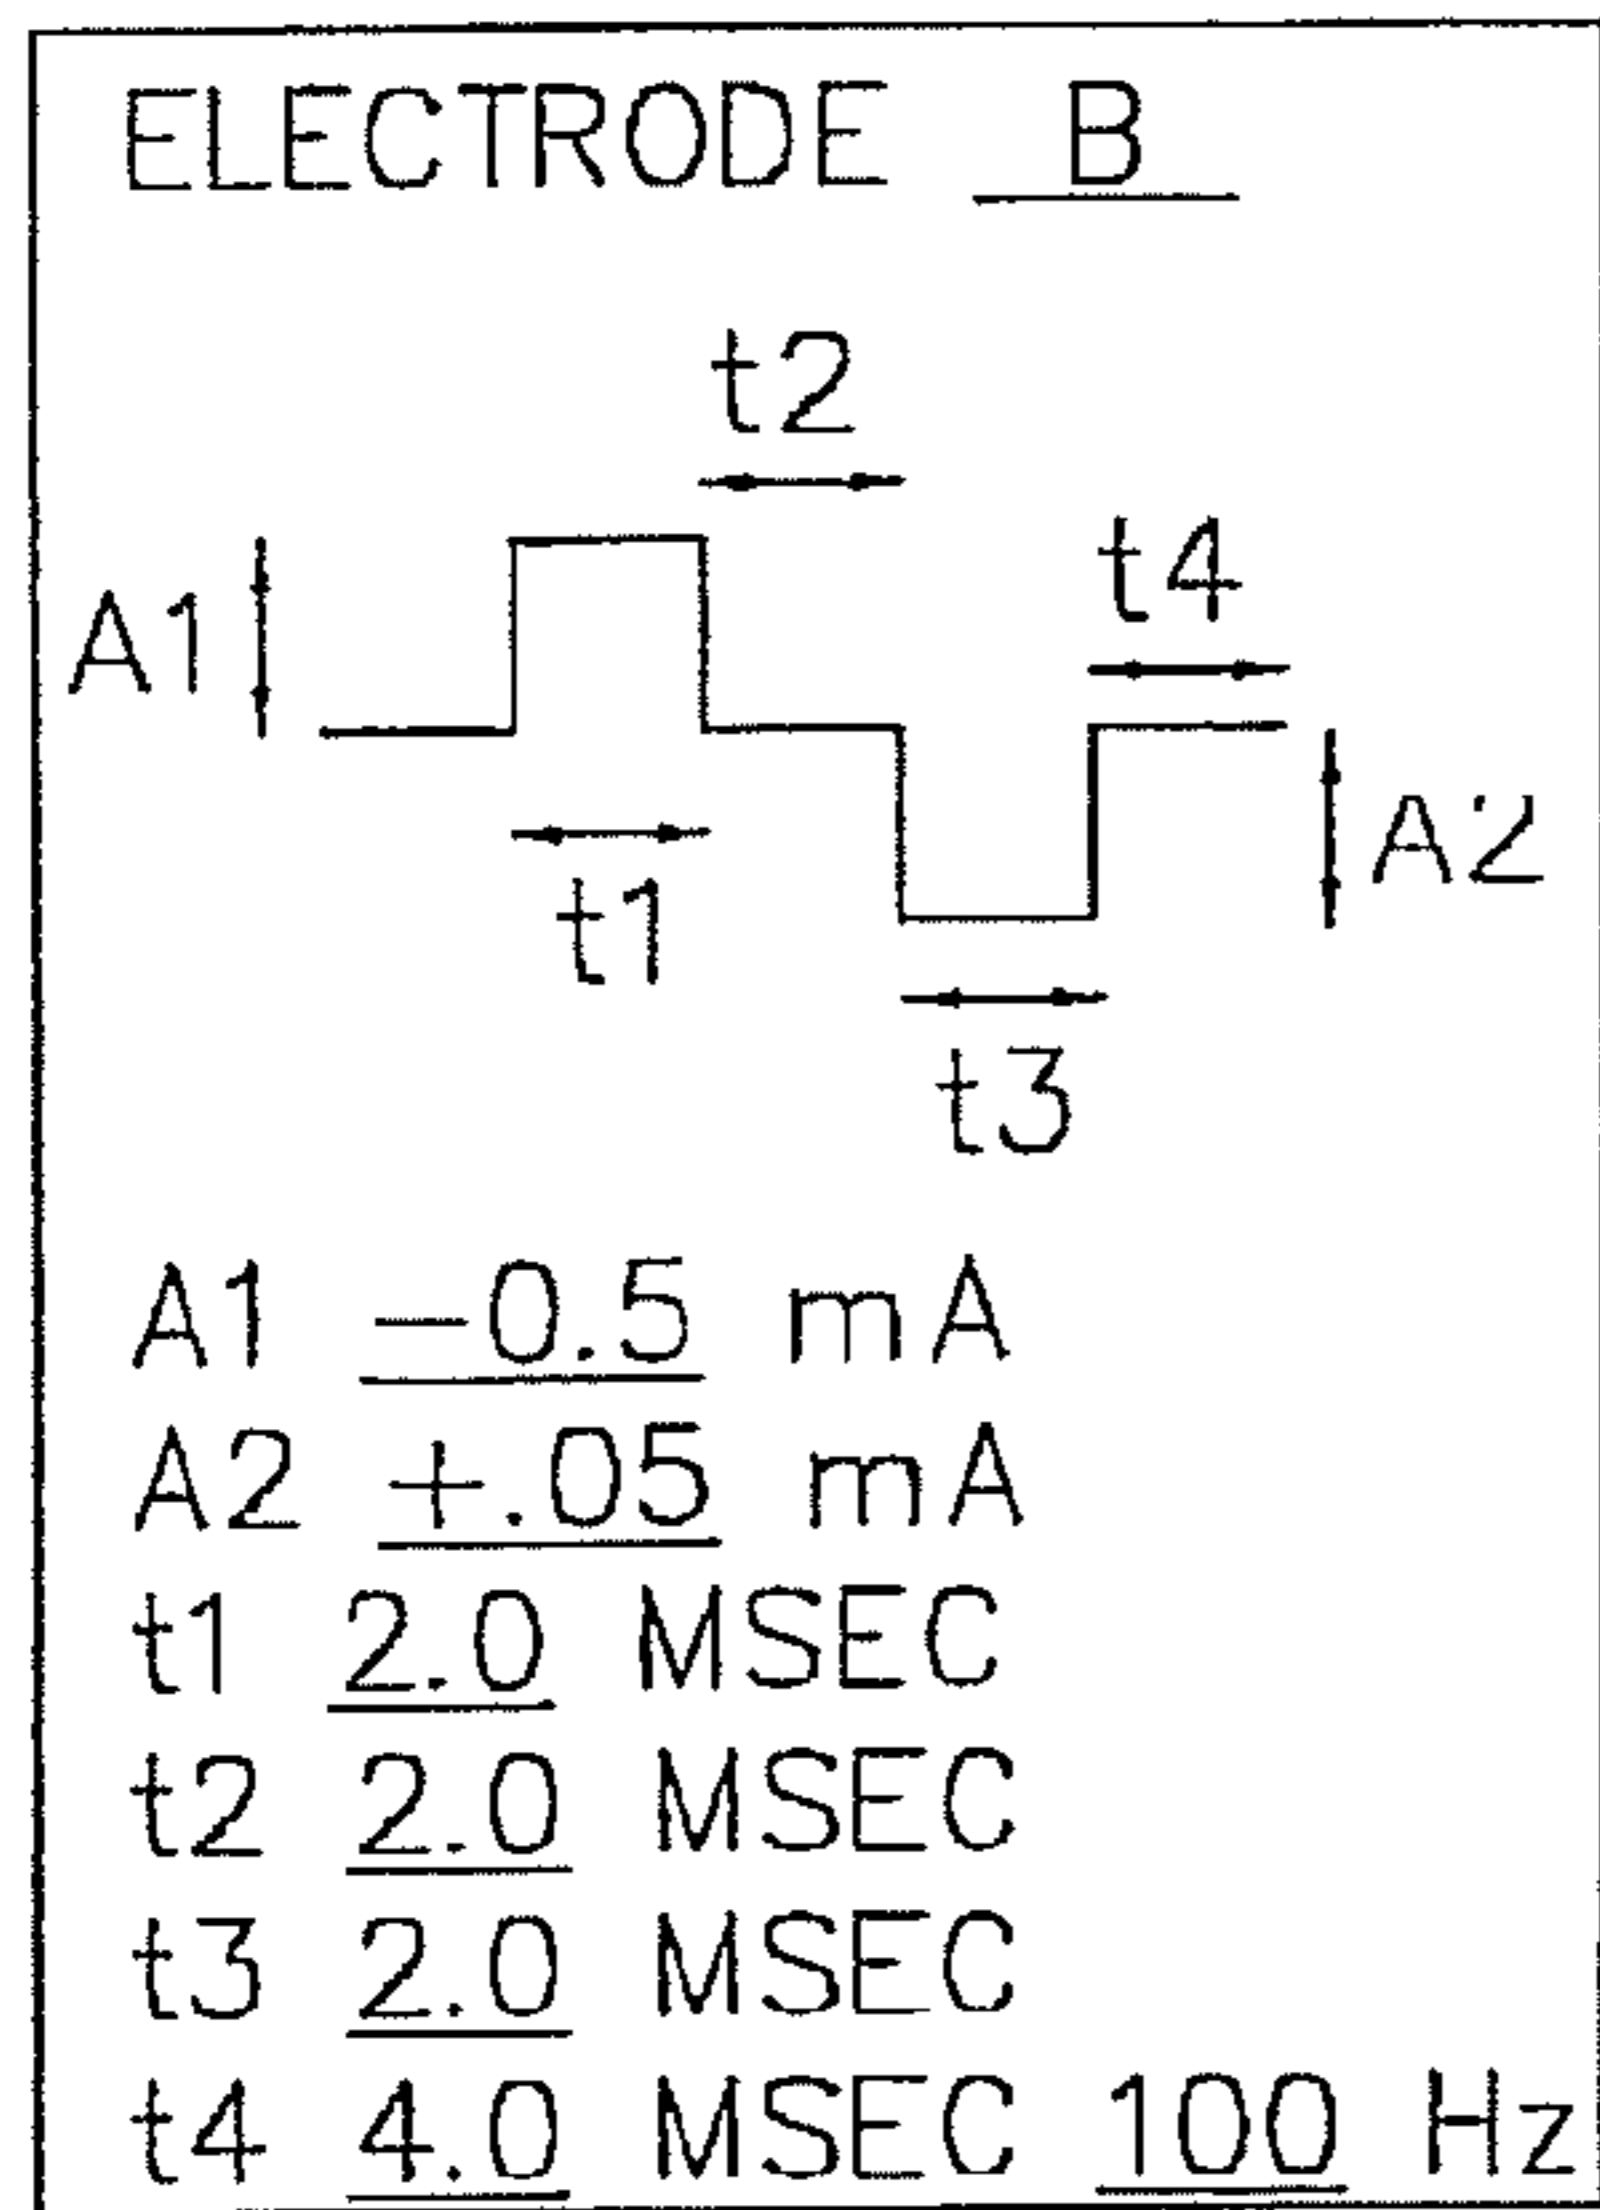 ELECTRODE B
t2
t4
A1
A2
t1
t3
A1 -0.5 mA
A2 +.05 mA
t1 2.0 MSEC
t2 2.0 MSEC
t3 2.0 MSEC
t4 4.0 MSEC 100 Hz